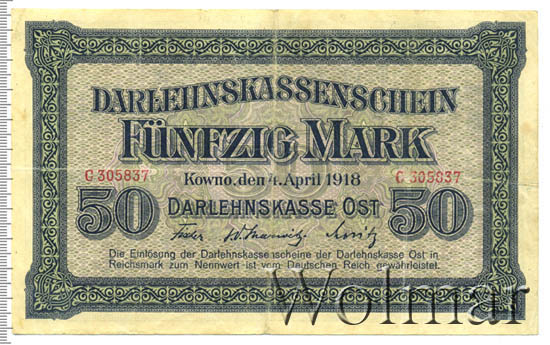 DARLEHNSKASSENSCHEIN
FÜNFZIG MARK
C 305837 Kowno, den 4. April 1918 C 305837
50 DARLEHNSKASSE OST 50
Die Einlösung der Darlehnskassenscheine der Darlehnskasse Ost in
Reichsmark zum Nennwert ist vom Deutschen Reich gewährleistet.
Wolmar